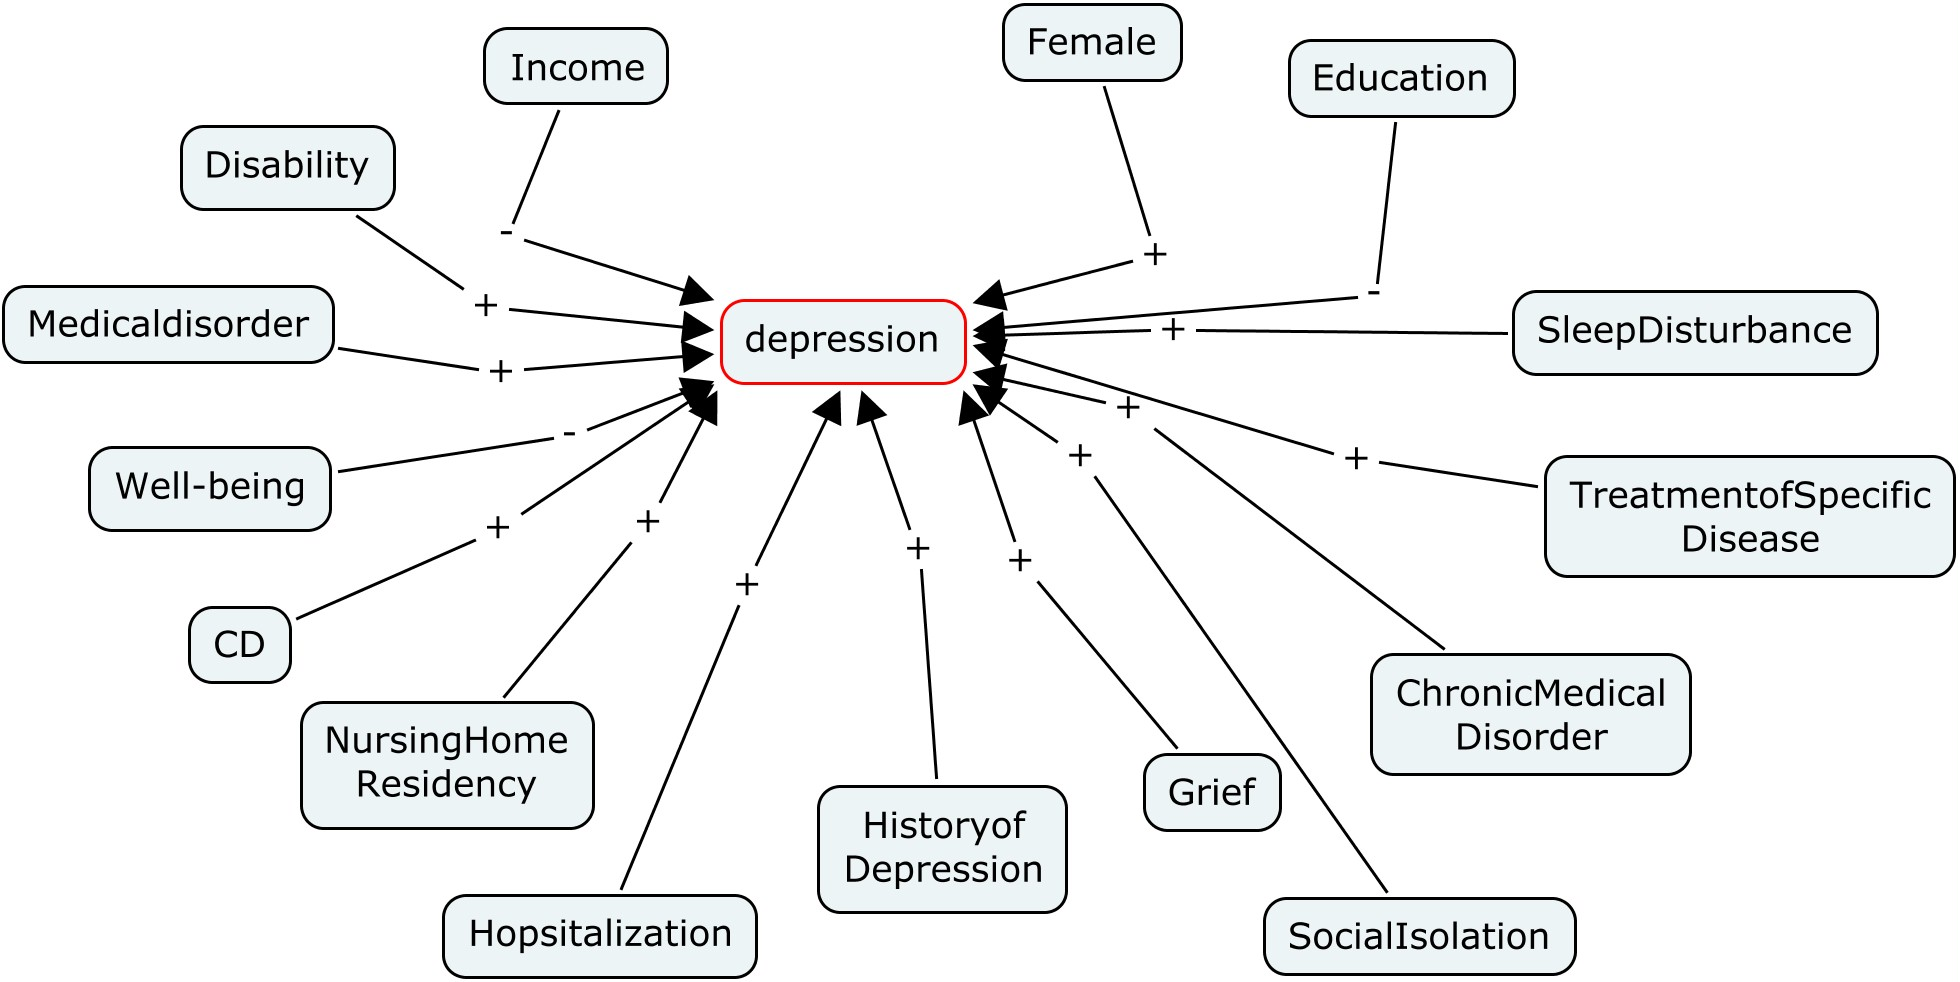 Female
Income
Education
Disability
-
+
-
+
Medicaldisorder
depression
+
SleepDisturbance
+
+
-
+
+
Well-being
TreatmentofSpecific
Disease
+
+
+
+
+
CD
ChronicMedical
Disorder
NursingHome
Residency
Grief
Historyof
Depression
Hopsitalization
SocialIsolation